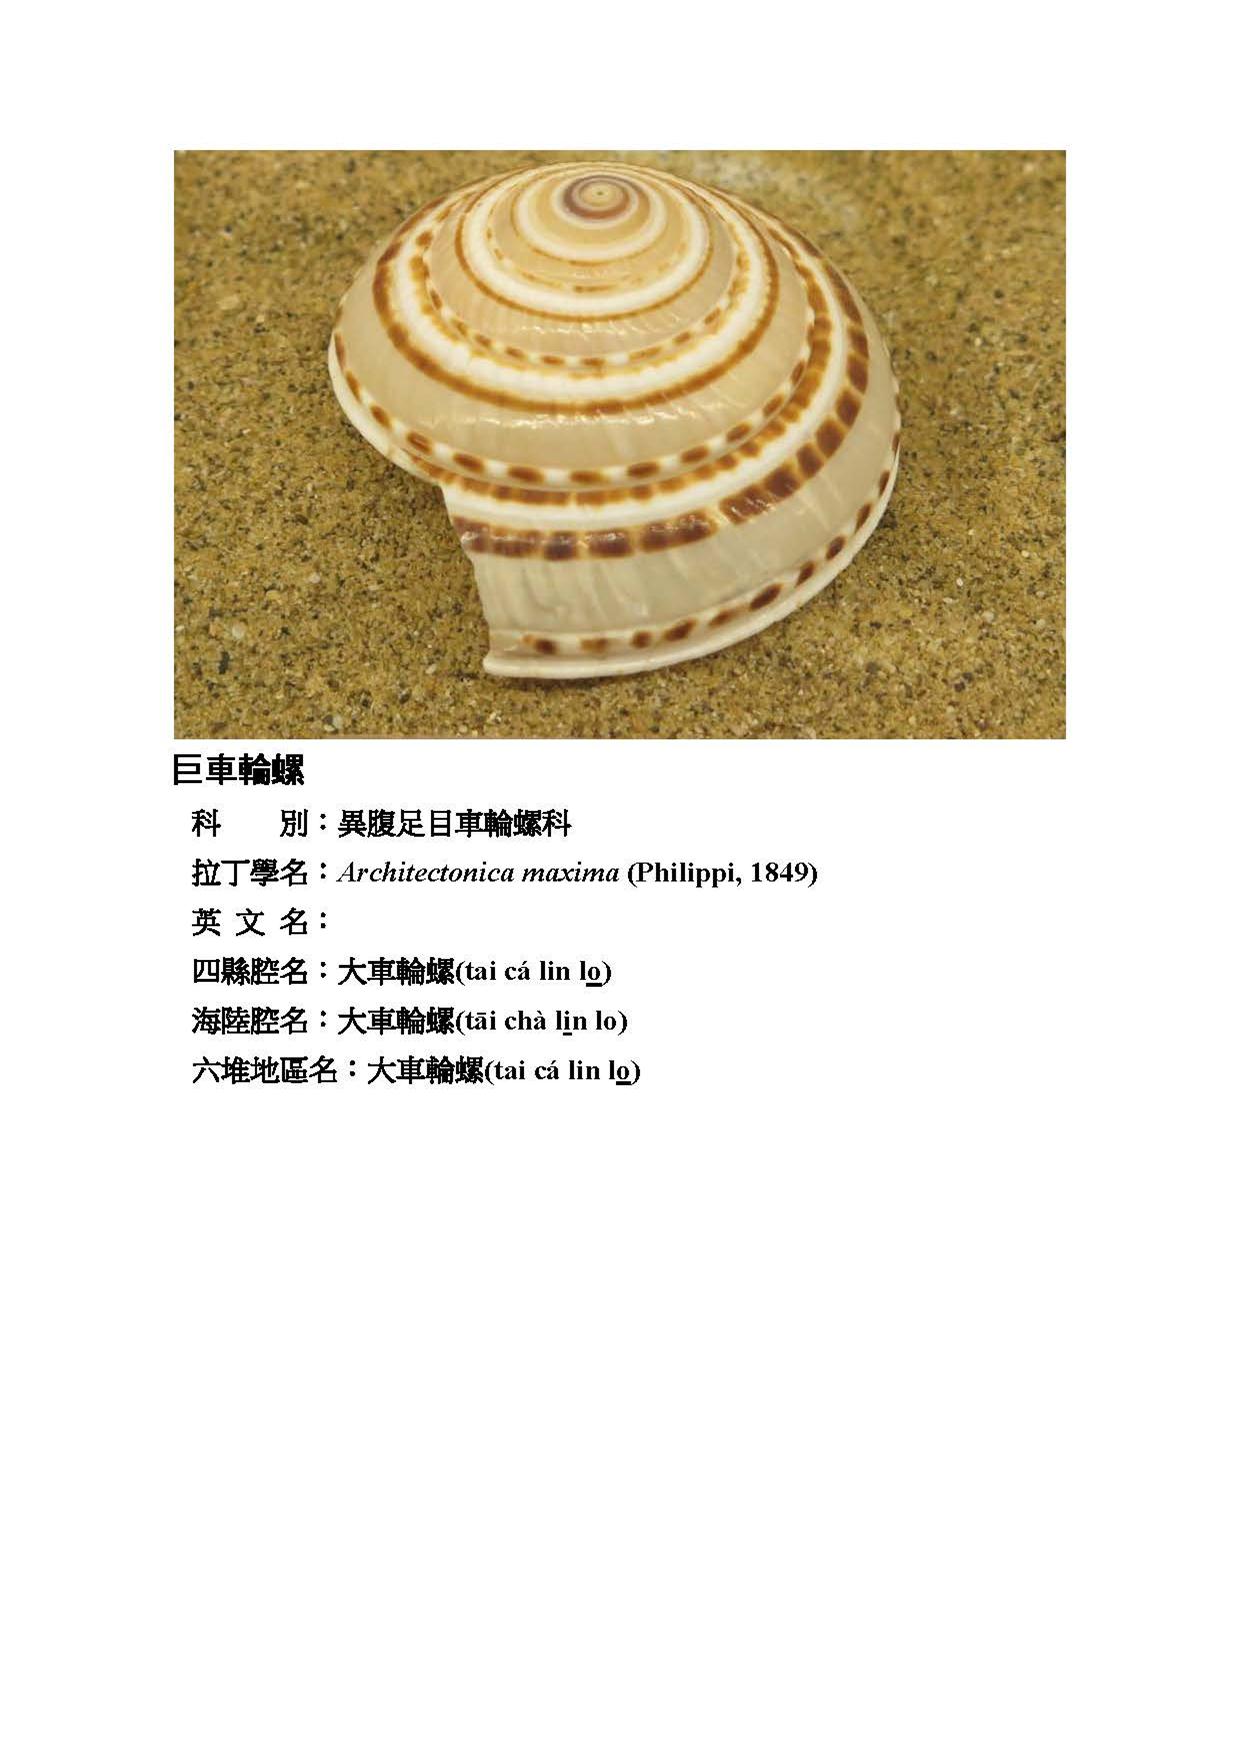 巨車輪螺
科　　別：異腹足目車輪螺科
拉丁學名：Architectonica maxima (Philippi, 1849)
英 文 名：
四縣腔名：大車輪螺(tai cá lin lo̲)
海陸腔名：大車輪螺(tāi chà li̲n lo)
六堆地區名：大車輪螺(tai cá lin lo̲)